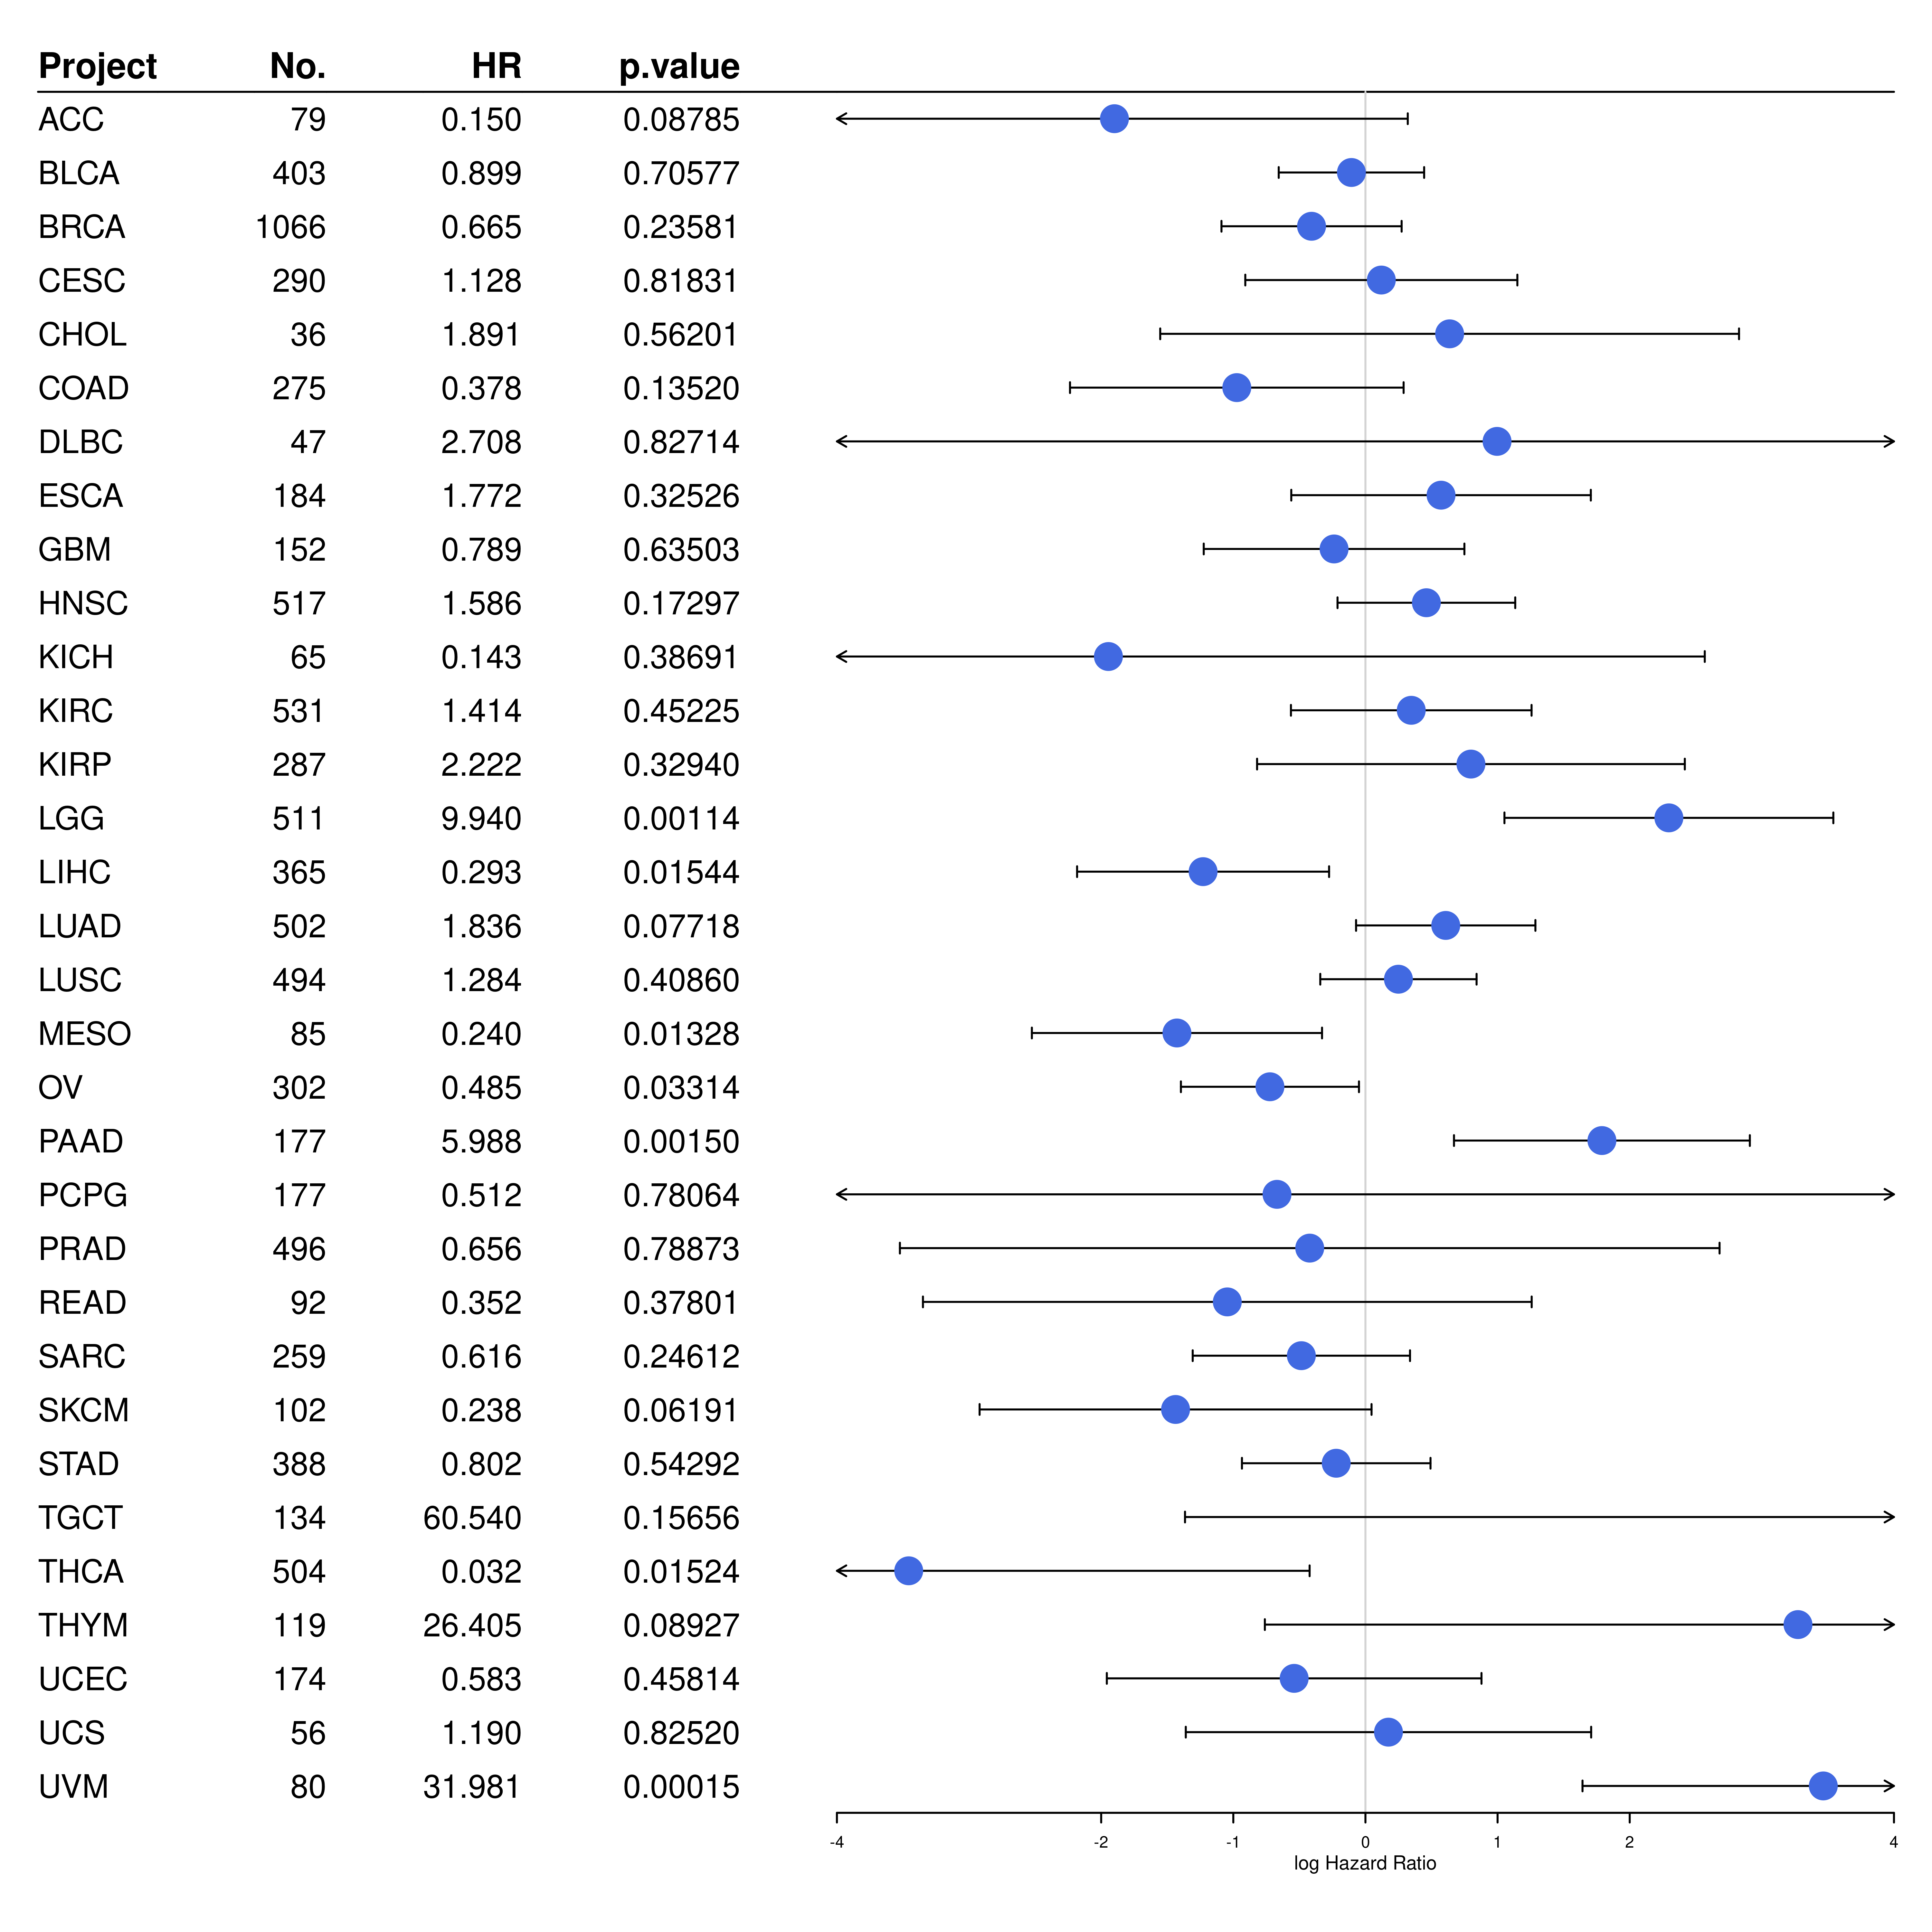 Project No. HR p.value
ACC 79 0.150 0.08785
BLCA 403 0.899 0.70577
BRCA 1066 0.665 0.23581
CESC 290 1.128 0.81831
CHOL 36 1.891 0.56201
COAD 275 0.378 0.13520
DLBC 47 2.708 0.82714
ESCA 184 1.772 0.32526
GBM 152 0.789 0.63503
HNSC 517 1.586 0.17297
KICH 65 0.143 0.38691
KIRC 531 1.414 0.45225
KIRP 287 2.222 0.32940
LGG 511 9.940 0.00114
LIHC 365 0.293 0.01544
LUAD 502 1.836 0.07718
LUSC 494 1.284 0.40860
MESO 85 0.240 0.01328
OV 302 0.485 0.03314
PAAD 177 5.988 0.00150
PCPG 177 0.512 0.78064
PRAD 496 0.656 0.78873
READ 92 0.352 0.37801
SARC 259 0.616 0.24612
SKCM 102 0.238 0.06191
STAD 388 0.802 0.54292
TGCT 134 60.540 0.15656
THCA 504 0.032 0.01524
THYM 119 26.405 0.08927
UCEC 174 0.583 0.45814
UCS 56 1.190 0.82520
UVM 80 31.981 0.00015
-4 -2 -1 0 1 2 4
log Hazard Ratio